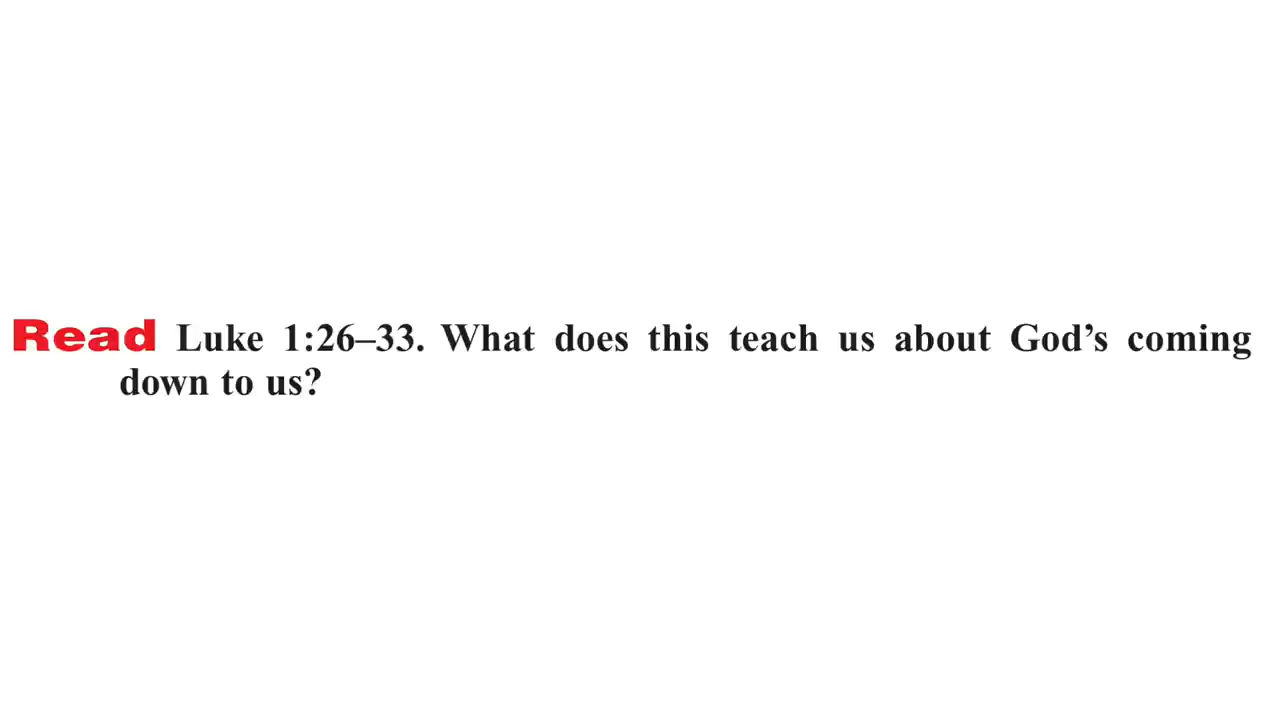 Read Luke 1:26–33. What does this teach us about God’s coming
down to us?